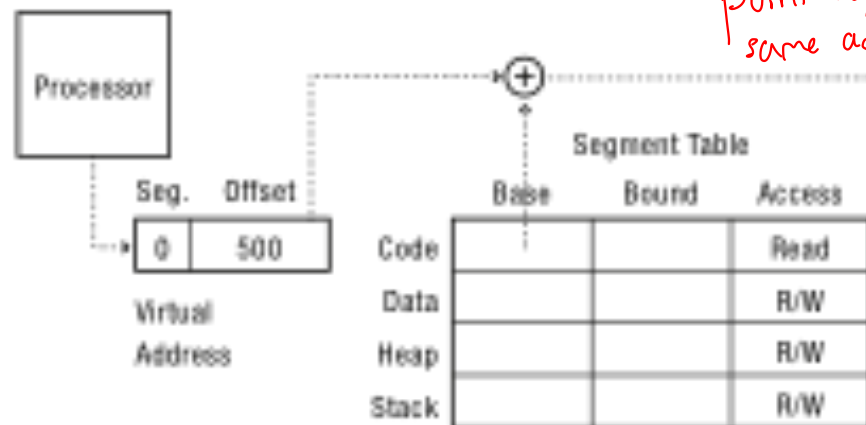 same
Processor
+
Segment Table
Seg. Offset
Base Bound Access
0 500
Code Read
Virtual
Address
Data R/W
Heap R/W
Stack R/W